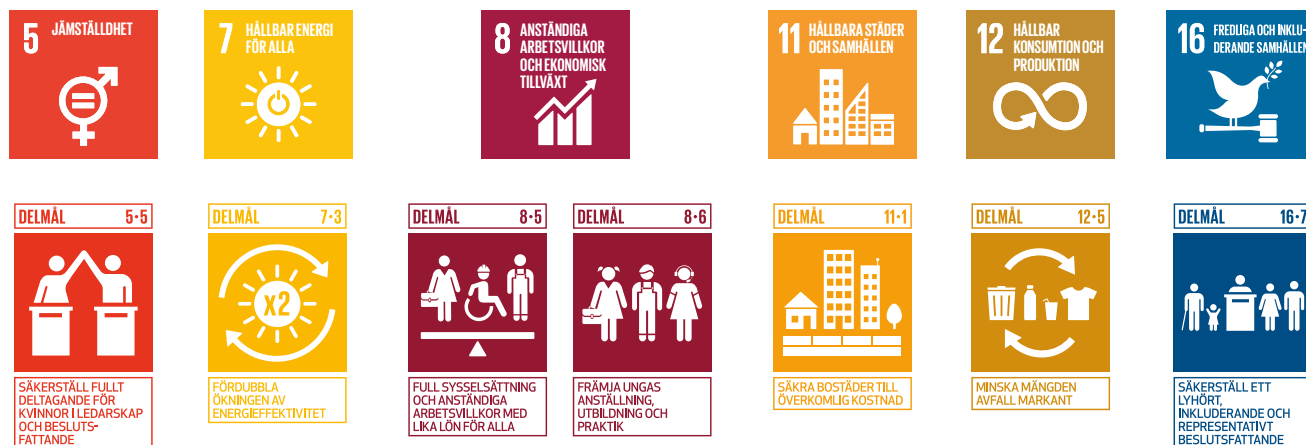 5 JÄMSTÄLLDHET
7 HÅLLBAR ENERGI
FÖR ALLA
8 ANSTÄNDIGA
ARBETSVILLKOR
OCH EKONOMISK
TILLVÄXT
11 HÅLLBARA STÄDER
OCH SAMHÄLLEN
12 HÅLLBAR
KONSUMTION OCH
PRODUKTION
16 FREDLIGA OCH INKLU-
DERANDE SAMHÄLLEN
DELMÅL 5·5
SÄKERSTÄLL FULLT
DELTAGANDE FÖR
KVINNOR I LEDARSKAP
OCH BESLUTS-
FATTANDE
DELMÅL 7·3
X2
FÖRDUBBLA
ÖKNINGEN AV
ENERGIEFFEKTIVITET
DELMÅL 8·5
FULL SYSSELSÄTTNING
OCH ANSTÄNDIGA
ARBETSVILLKOR MED
LIKA LÖN FÖR ALLA
DELMÅL 8·6
FRÄMJA UNGAS
ANSTÄLLNING,
UTBILDNING OCH
PRAKTIK
DELMÅL 11·1
SÄKRA BOSTÄDER TILL
ÖVERKOMLIG KOSTNAD
DELMÅL 12·5
MINSKA MÄNGDEN
AVFALL MARKANT
DELMÅL 16·7
SÄKERSTÄLL ETT
LYHÖRT,
INKLUDERANDE OCH
REPRESENTATIVT
BESLUTSFATTANDE